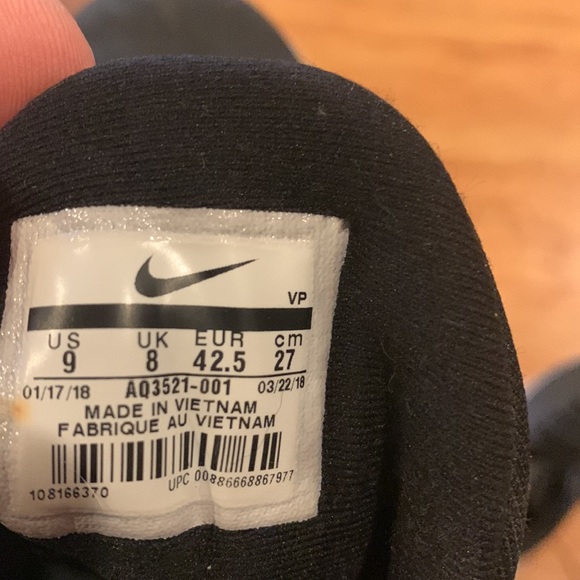 VP
US UK EUR cm
9 8 42.5 27
01/17/18 AQ3521-001 03/22/18
MADE IN VIETNAM
FABRIQUE AU VIETNAM
108166370 UPC 00886668867977